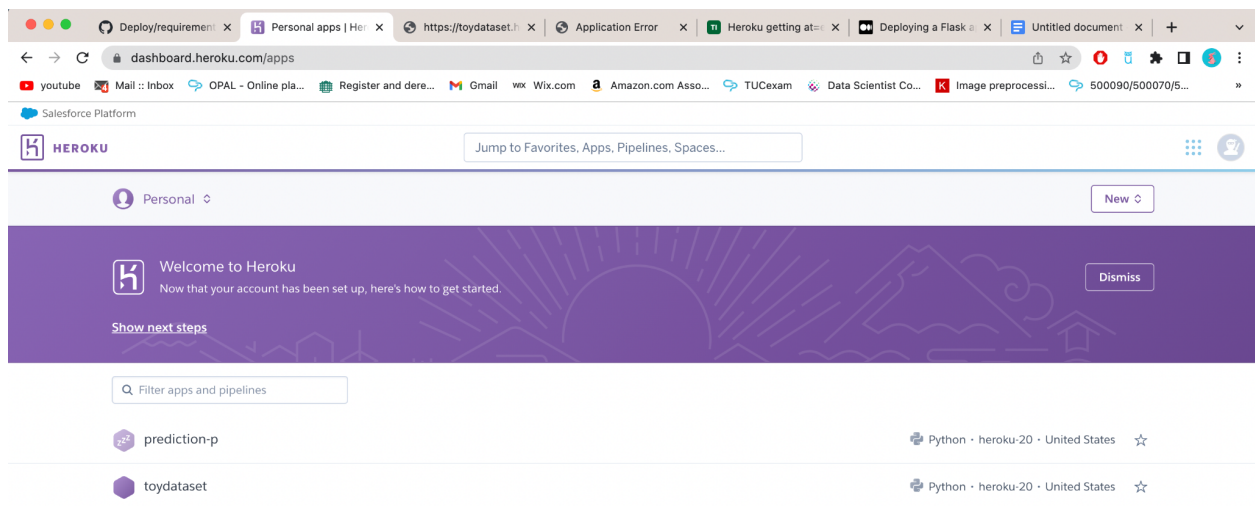 Deploy/requirement Personal apps | Her https://toydataset.h Application Error Heroku getting at=e Deploying a Flask a Untitled document
dashboard.heroku.com/apps
youtube Mail :: Inbox OPAL - Online pla... Register and dere... Gmail WIX Wix.com a Amazon.com Asso... TUCexam Data Scientist Co... K Image preprocessi... 500090/500070/5... »
Salesforce Platform
HEROKU Jump to Favorites, Apps, Pipelines, Spaces...
Personal New
Welcome to Heroku
Now that your account has been set up, here's how to get started.
Dismiss
Show next steps
Filter apps and pipelines
zzz prediction-p Python · heroku-20 · United States
toydataset Python · heroku-20 · United States